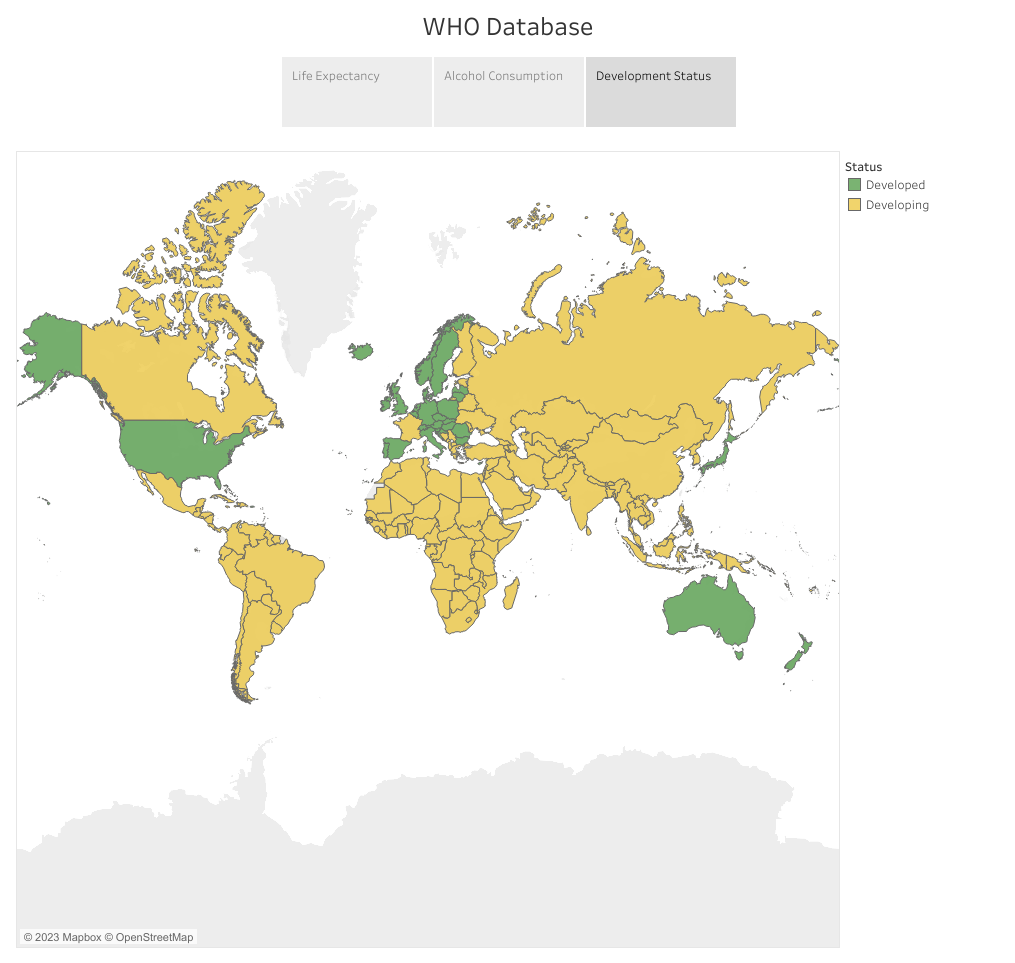 WHO Database
Life Expectancy
Alcohol Consumption
Development Status
Status
Developed
Developing
© 2023 Mapbox © OpenStreetMap